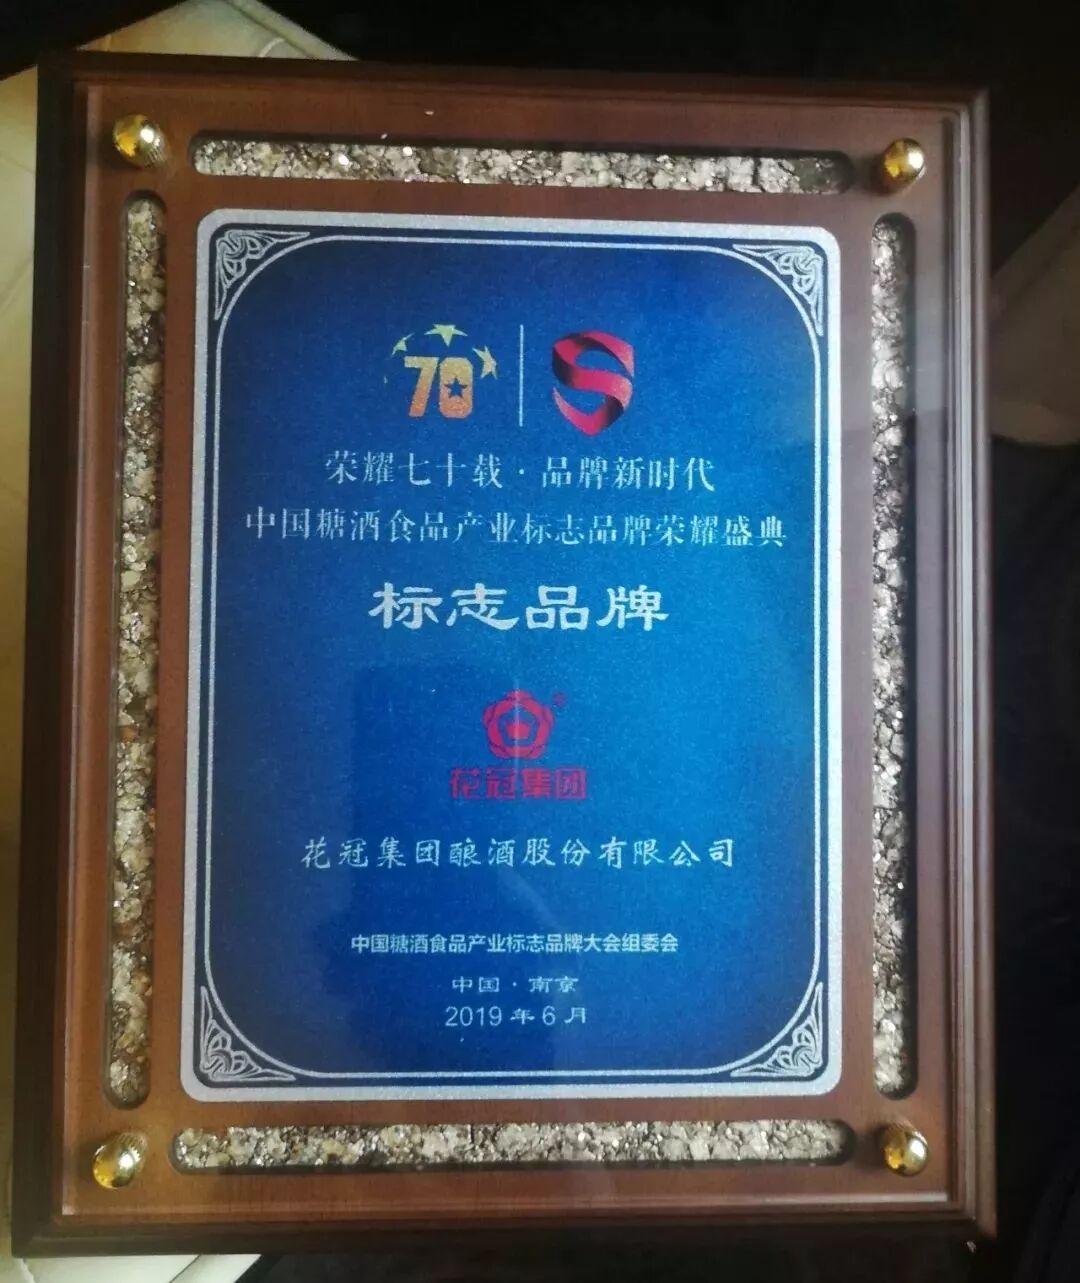 70
荣耀七十载·品牌新时代
中国糖酒食品产业标志品牌荣耀盛典
标志品牌
®
花冠集团
花冠集团酿酒股份有限公司
中国糖酒食品产业标志品牌大会组委会
中国·南京
2019年6月